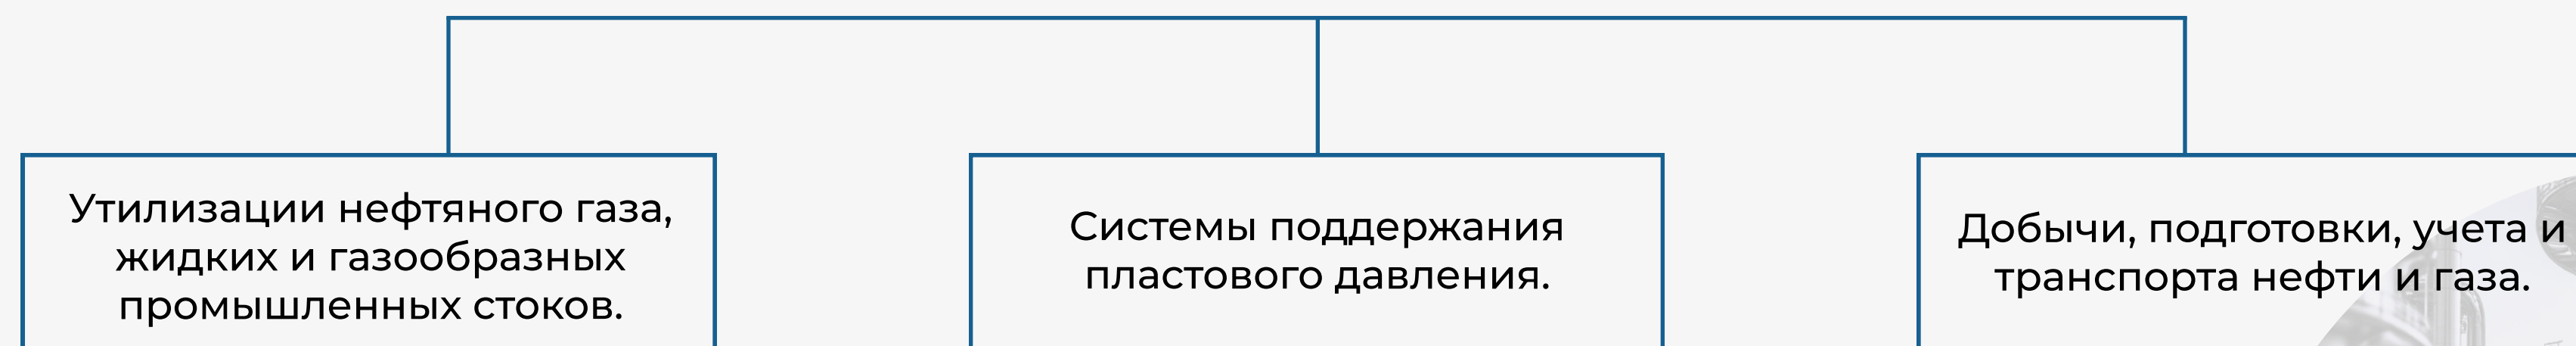 Утилизации нефтяного газа,
жидких и газообразных
промышленных стоков.
Системы поддержания
пластового давления.
Добычи, подготовки, учета и
транспорта нефти и газа.